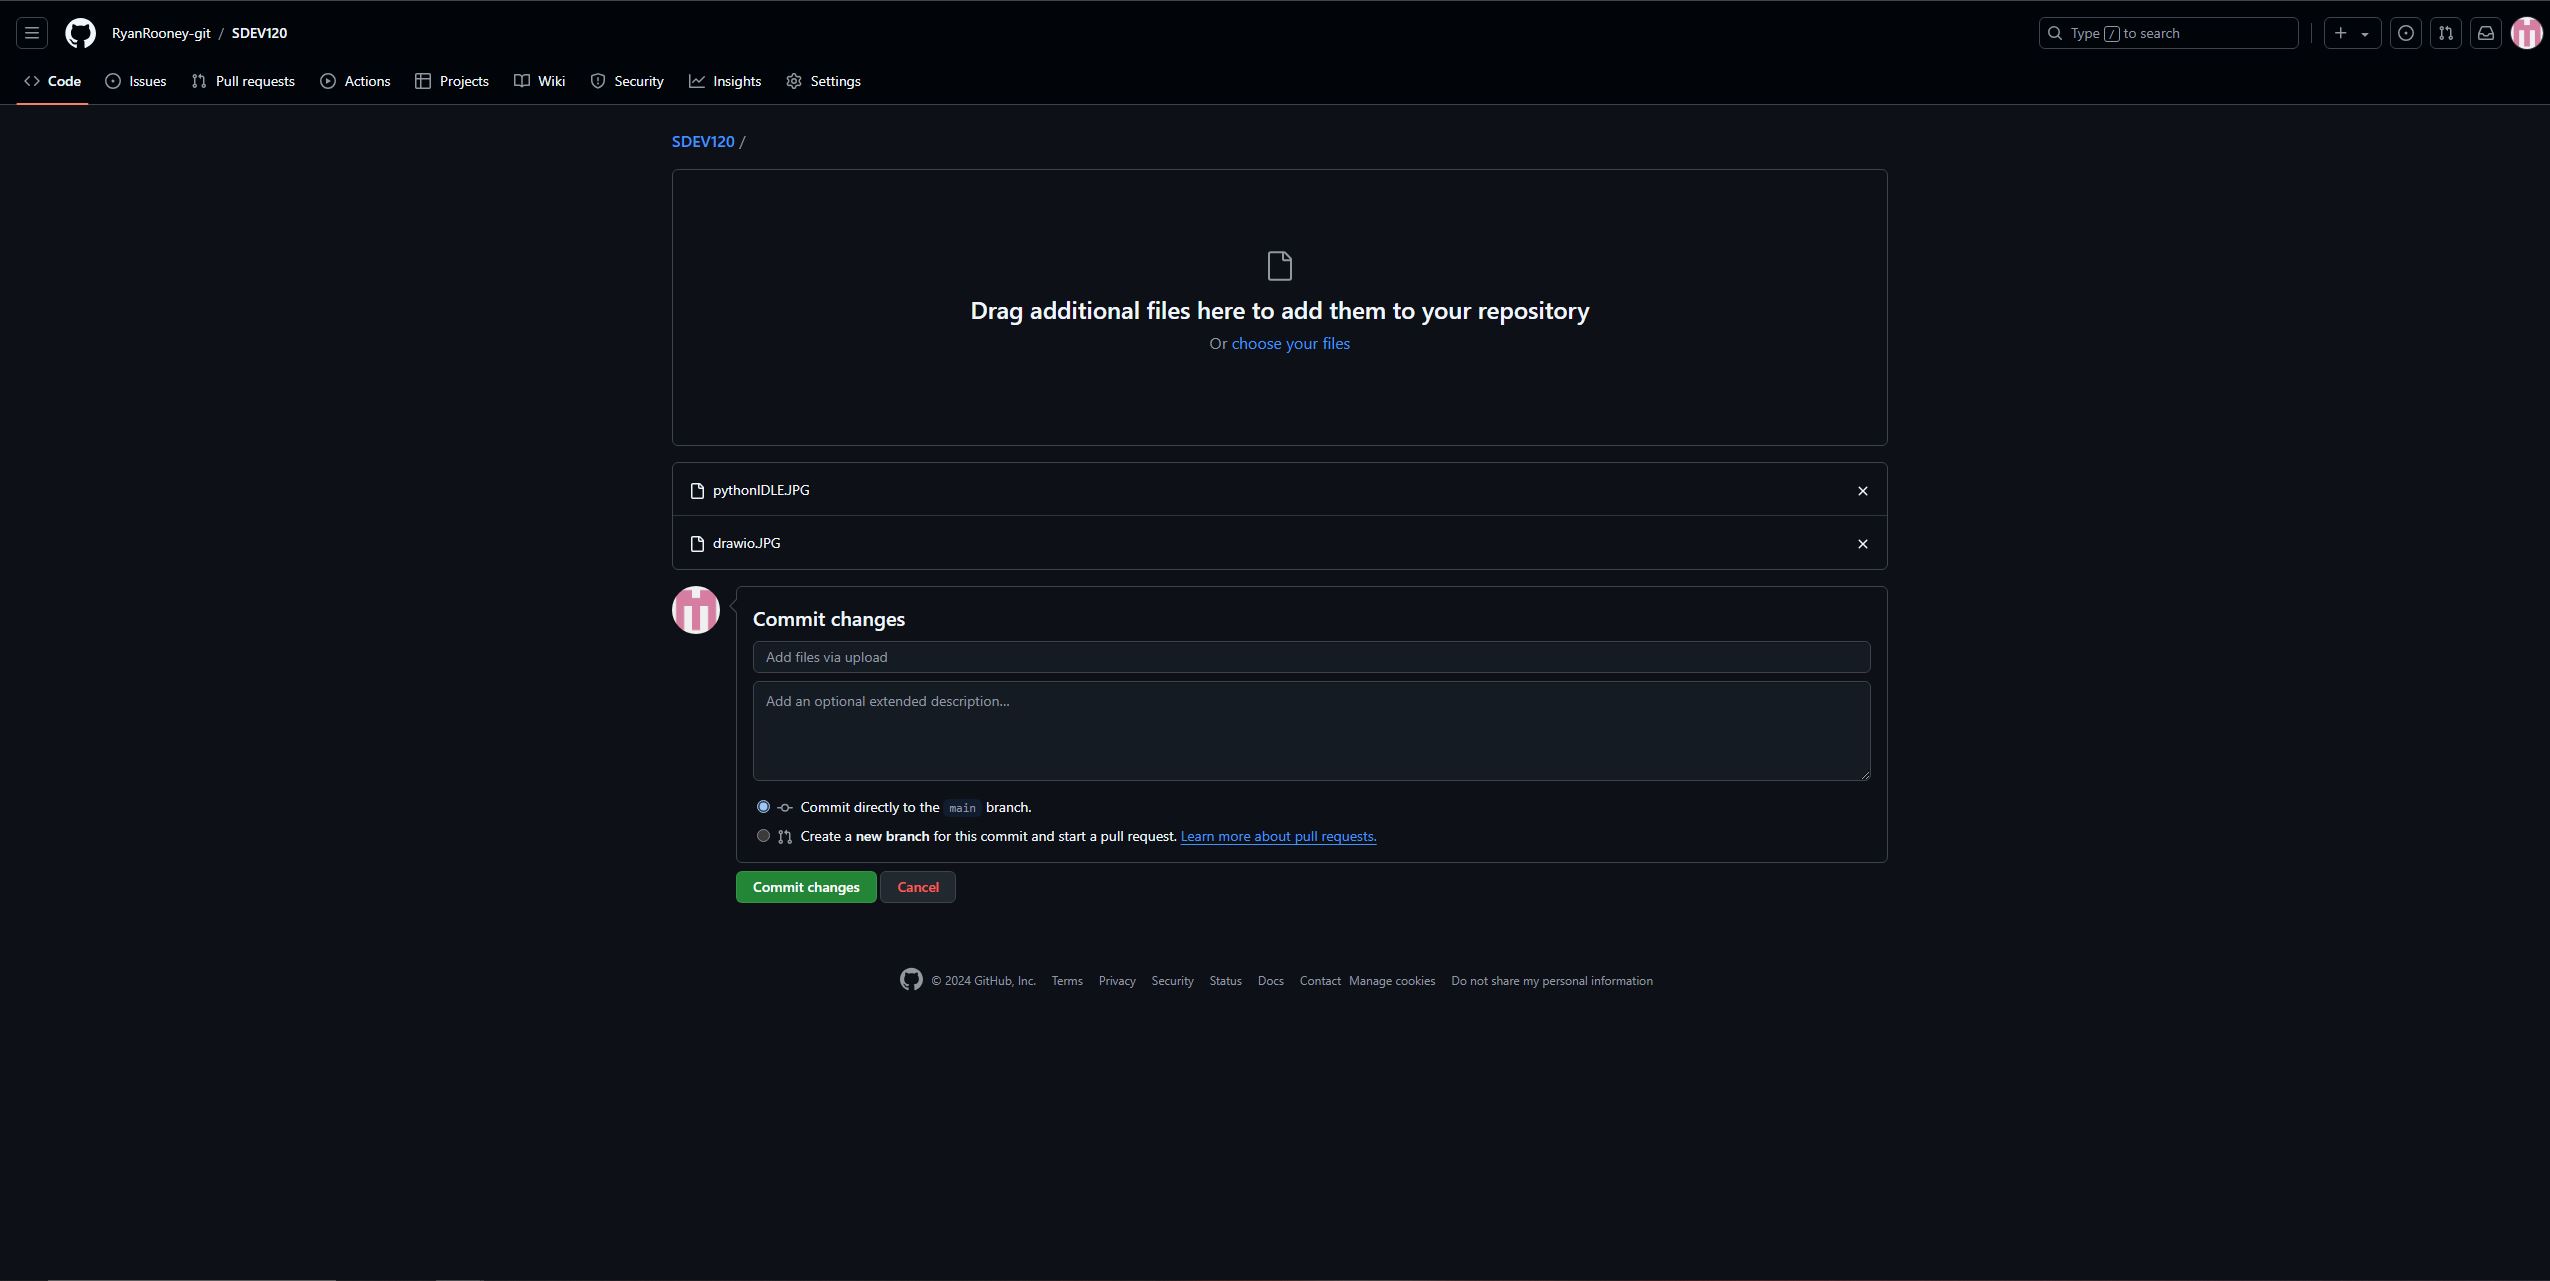 RyanRooney-git / SDEV120
Type / to search
Code Issues Pull requests Actions Projects Wiki Security Insights Settings
SDEV120 /
Drag additional files here to add them to your repository
Or choose your files
pythonIDLE.JPG
drawio.JPG
Commit changes
Add files via upload
Add an optional extended description...
Commit directly to the main branch.
Create a new branch for this commit and start a pull request. Learn more about pull requests.
Commit changes Cancel
© 2024 GitHub, Inc. Terms Privacy Security Status Docs Contact Manage cookies Do not share my personal information